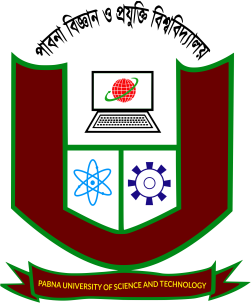 পাবনা বিজ্ঞান ও প্রযুক্তি বিশ্ববিদ্যালয়
PABNA UNIVERSITY OF SCIENCE AND TECHNOLOGY